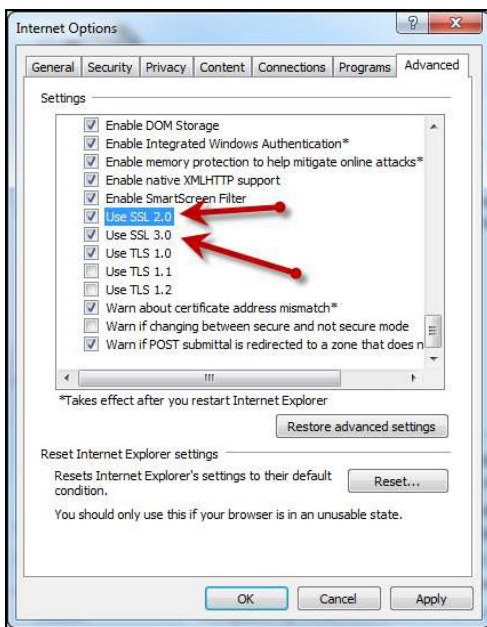 Internet Options
General Security Privacy Content Connections Programs Advanced
Settings
Enable DOM Storage
Enable Integrated Windows Authentication*
Enable memory protection to help mitigate online attacks*
Enable native XMLHTTP support
Enable SmartScreen Filter
Use SSL 2.0
Use SSL 3.0
Use TLS 1.0
Use TLS 1.1
Use TLS 1.2
Warn about certificate address mismatch*
Warn if changing between secure and not secure mode
Warn if POST submittal is redirected to a zone that does n
*Takes effect after you restart Internet Explorer
Restore advanced settings
Reset Internet Explorer settings
Resets Internet Explorer's settings to their default
condition.
Reset...
You should only use this if your browser is in an unusable state.
OK Cancel Apply